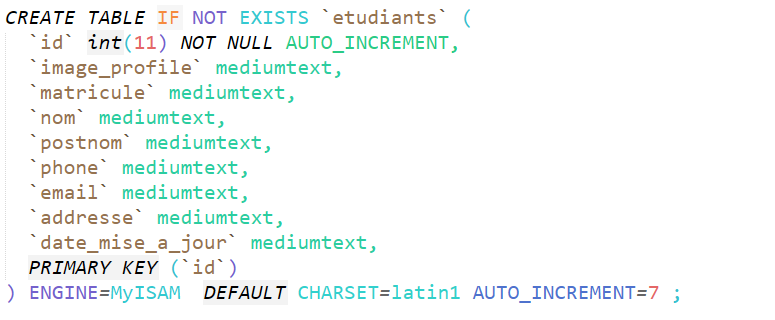 CREATE TABLE IF NOT EXISTS `etudiants` (
`id` int(11) NOT NULL AUTO_INCREMENT,
`image_profile` mediumtext,
`matricule` mediumtext,
`nom` mediumtext,
`postnom` mediumtext,
`phone` mediumtext,
`email` mediumtext,
`addresse` mediumtext,
`date_mise_a_jour` mediumtext,
PRIMARY KEY (`id`)
) ENGINE=MyISAM  DEFAULT CHARSET=latin1 AUTO_INCREMENT=7 ;